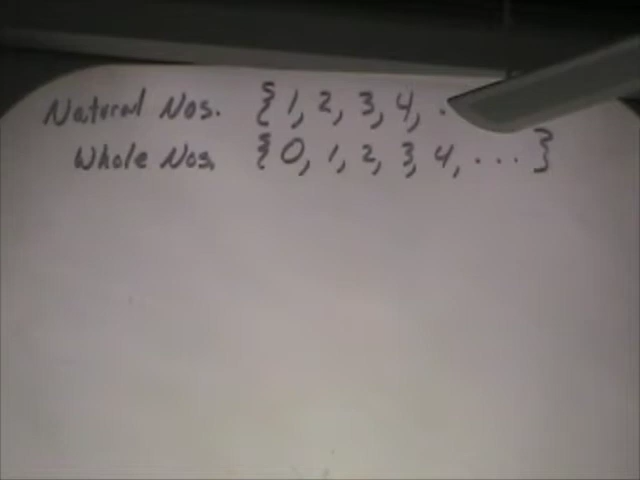 Natural Nos. {1, 2, 3, 4, .
Whole Nos. {0, 1, 2, 3, 4, ... }